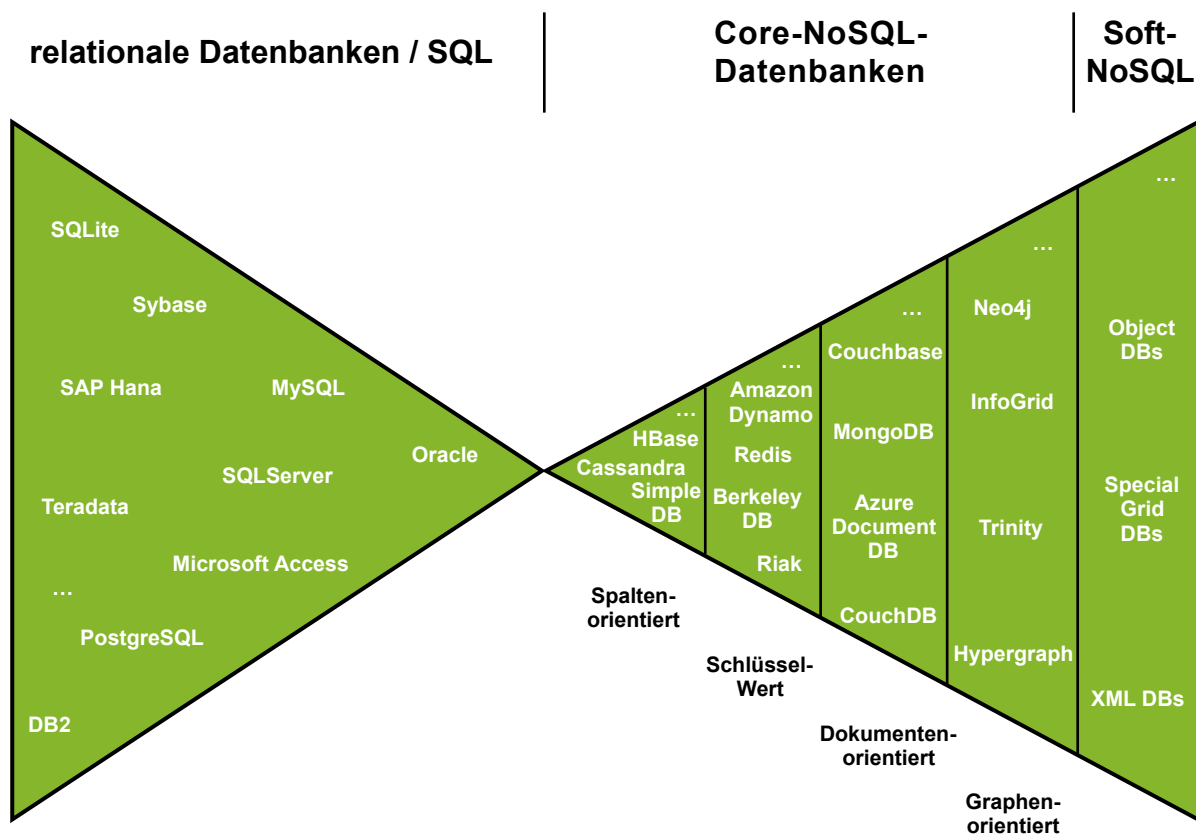 relationale Datenbanken / SQL
Core-NoSQL-
Datenbanken
Soft-
NoSQL
SQLite
Sybase
SAP Hana
MySQL
Oracle
SQLServer
Teradata
Microsoft Access
...
PostgreSQL
DB2
...
HBase
Cassandra
Simple
DB
Spalten-
orientiert
...
Amazon
Dynamo
Redis
Berkeley
DB
Riak
Schlüssel-
Wert
...
Couchbase
MongoDB
Azure
Document
DB
CouchDB
Dokumenten-
orientiert
...
Neo4j
InfoGrid
Trinity
Hypergraph
Graphen-
orientiert
...
Object
DBs
Special
Grid
DBs
XML DBs